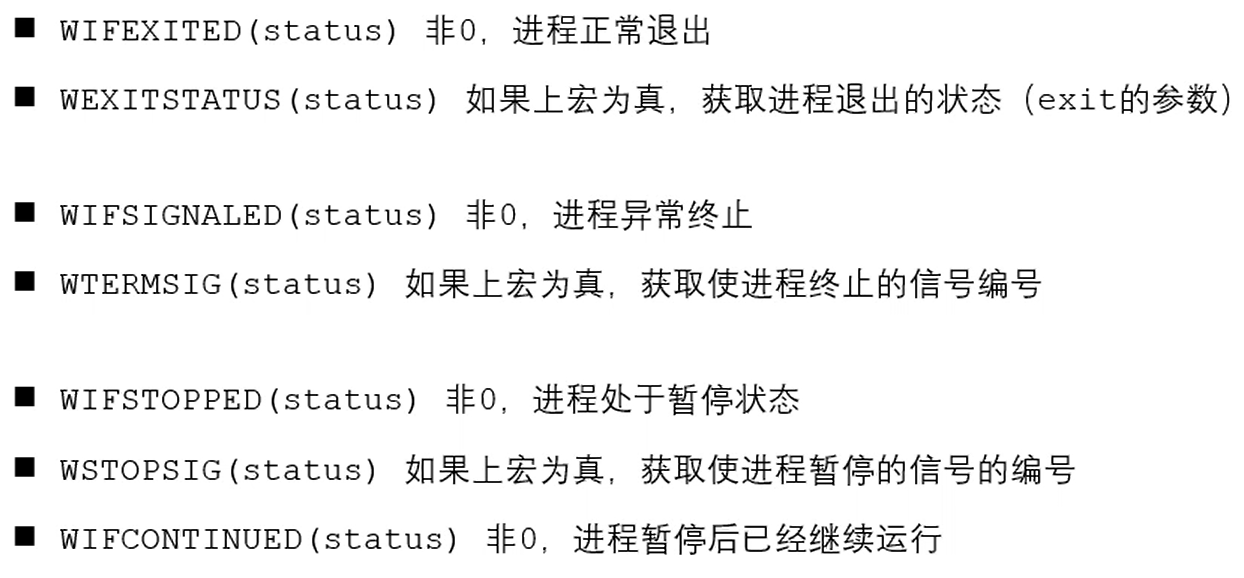 ■ WIFEXITED(status) 非0，进程正常退出
■ WEXITSTATUS(status) 如果上宏为真，获取进程退出的状态（exit的参数）
■ WIFSIGNALED(status) 非0，进程异常终止
■ WTERMSIG(status) 如果上宏为真，获取使进程终止的信号编号
■ WIFSTOPPED(status) 非0，进程处于暂停状态
■ WSTOPSIG(status) 如果上宏为真，获取使进程暂停的信号的编号
■ WIFCONTINUED(status) 非0，进程暂停后已经继续运行